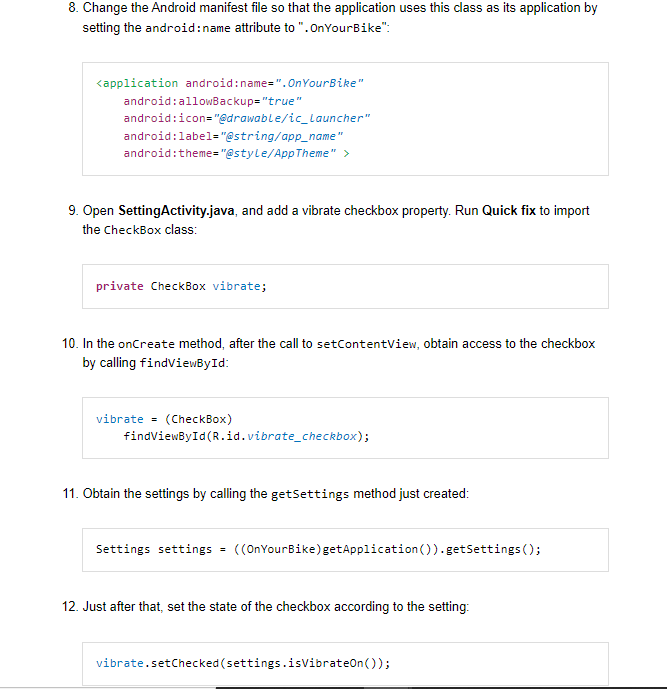 8. Change the Android manifest file so that the application uses this class as its application by
setting the android:name attribute to ".OnYourBike":
<application android:name=".OnYourBike"
android:allowBackup="true"
android:icon="@drawable/ic_launcher"
android:label="@string/app_name"
android:theme="@style/AppTheme" >
9. Open SettingActivity.java, and add a vibrate checkbox property. Run Quick fix to import
the CheckBox class:
private CheckBox vibrate;
10. In the onCreate method, after the call to setContentView, obtain access to the checkbox
by calling findViewById:
vibrate = (CheckBox)
findViewById(R.id.vibrate_checkbox);
11. Obtain the settings by calling the getSettings method just created:
Settings settings = ((OnYourBike)getApplication()).getSettings();
12. Just after that, set the state of the checkbox according to the setting:
vibrate.setChecked(settings.isVibrateOn());